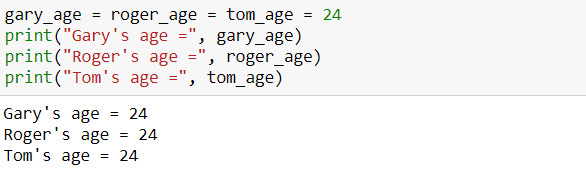 gary_age = roger_age = tom_age = 24
print("Gary's age =", gary_age)
print("Roger's age =", roger_age)
print("Tom's age =", tom_age)
Gary's age = 24
Roger's age = 24
Tom's age = 24